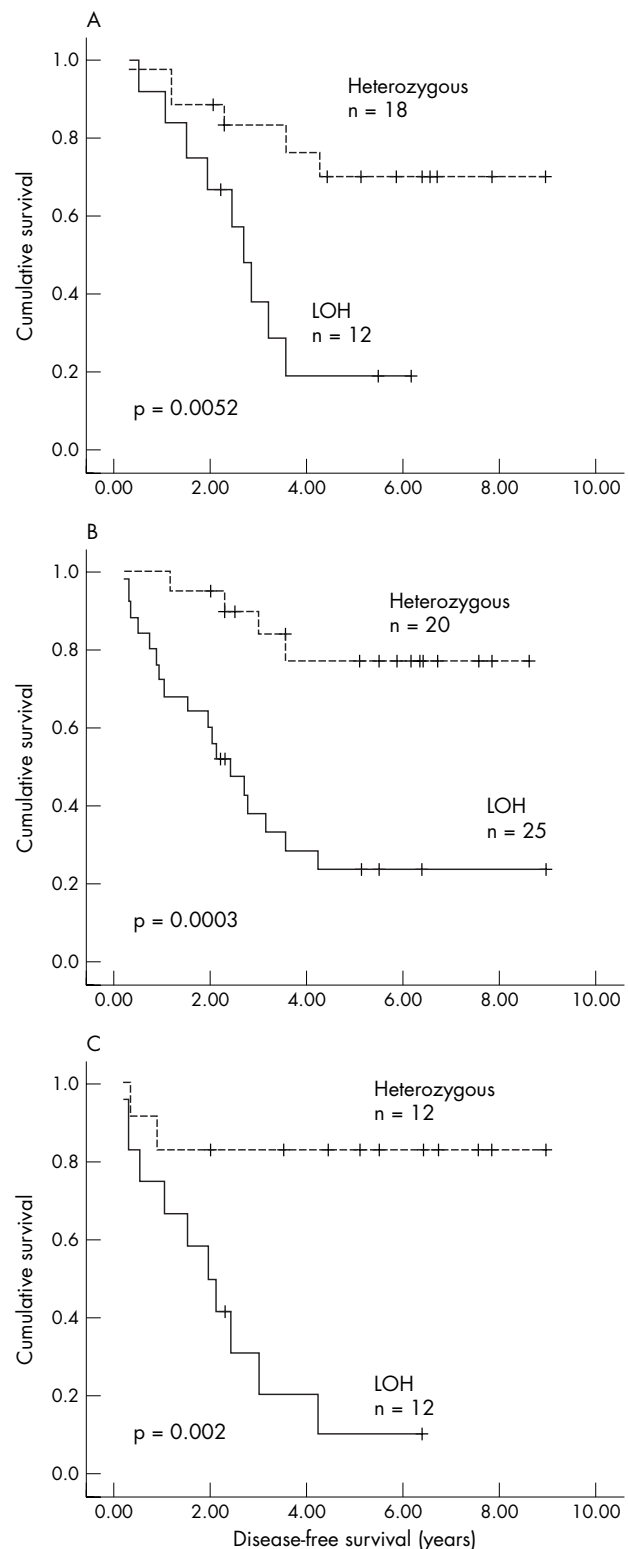 A
1.0
0.8
0.6
0.4
0.2
0.0
Cumulative survival
Heterozygous
n = 18
LOH
n = 12
p = 0.0052
0.00 2.00 4.00 6.00 8.00 10.00
B
1.0
0.8
0.6
0.4
0.2
0.0
Cumulative survival
Heterozygous
n = 20
LOH
n = 25
p = 0.0003
0.00 2.00 4.00 6.00 8.00 10.00
C
1.0
0.8
0.6
0.4
0.2
0.0
Cumulative survival
Heterozygous
n = 12
LOH
n = 12
p = 0.002
0.00 2.00 4.00 6.00 8.00 10.00
Disease-free survival (years)